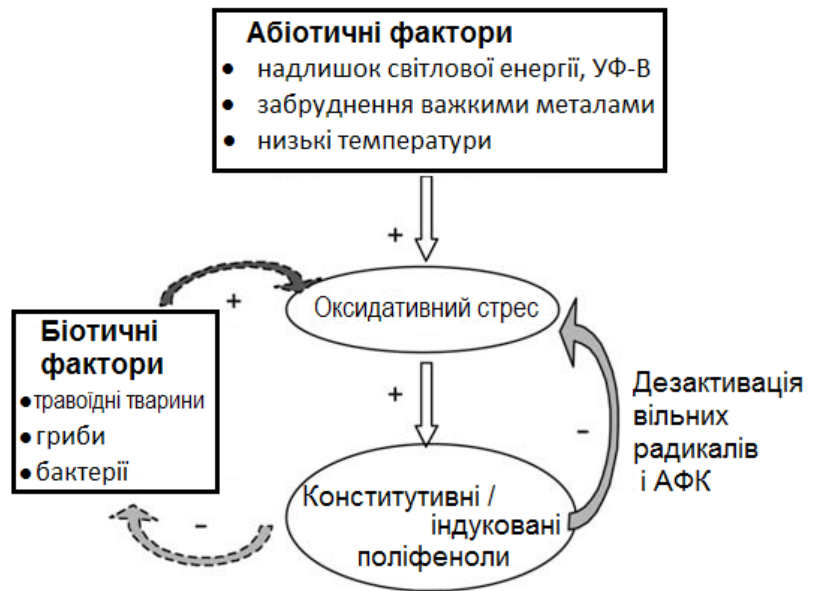 Абіотичні фактори
● надлишок світлової енергії, УФ-В
● забруднення важкими металами
● низькі температури
+
Оксидативний стрес
+
Біотичні
фактори
●травоїдні тварини
●гриби
●бактерії
+
Дезактивація
вільних
радикалів
і АФК
-
Конститутивні /
індуковані
поліфеноли
-